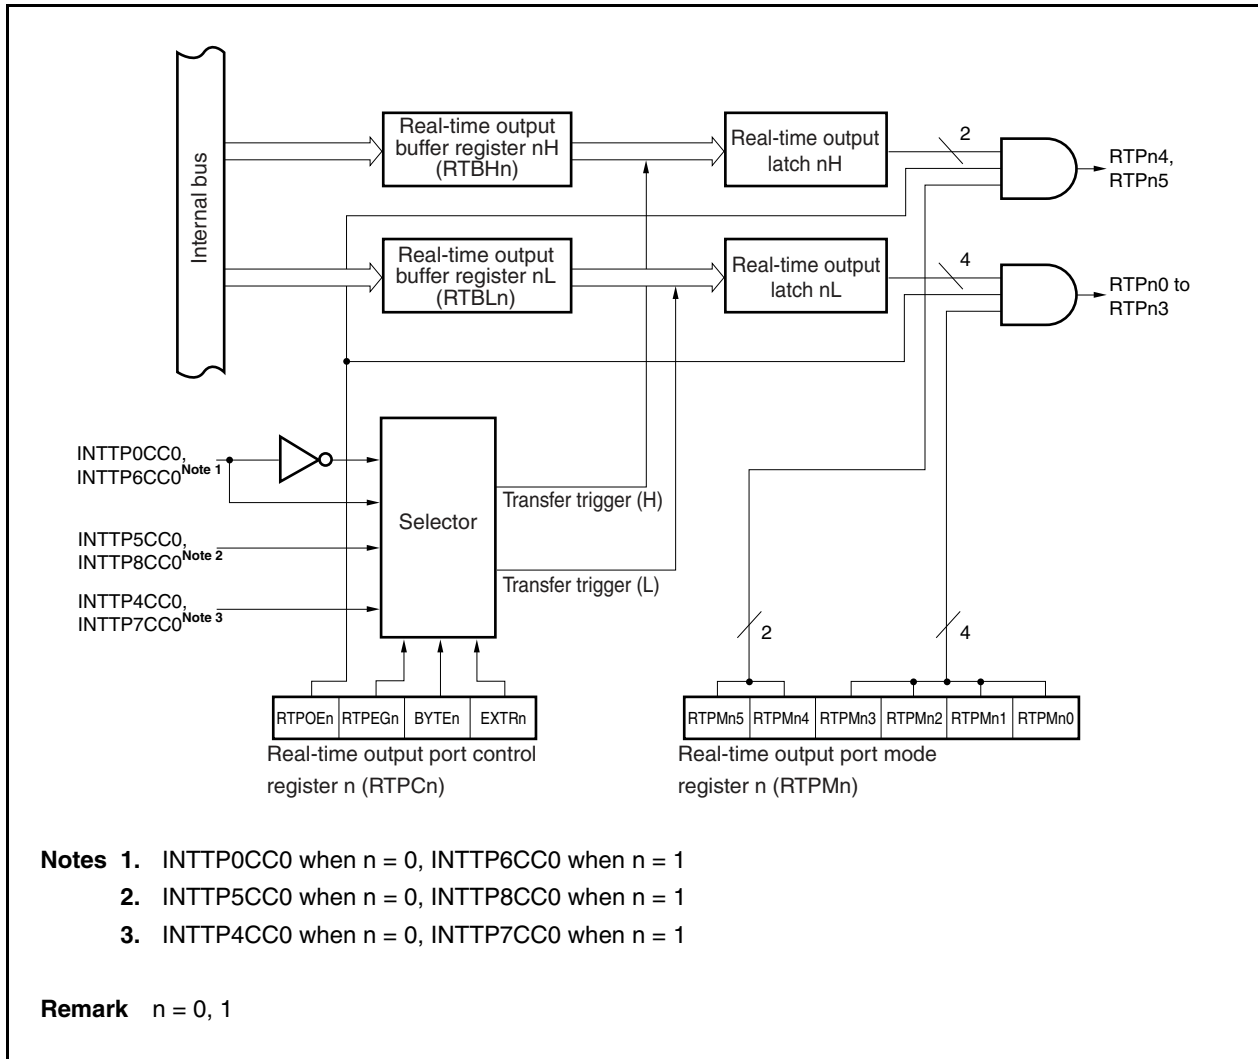 Internal bus
Real-time output
buffer register nH
(RTBHn)
Real-time output
latch nH
2
RTPn4,
RTPn5
Real-time output
buffer register nL
(RTBLn)
Real-time output
latch nL
4
RTPn0 to
RTPn3
INTTP0CC0,
INTTP6CC0Note 1
INTTP5CC0,
INTTP8CC0Note 2
INTTP4CC0,
INTTP7CC0Note 3
Selector
Transfer trigger (H)
Transfer trigger (L)
2
4
RTPOEn RTPEGn BYTEn EXTRn
Real-time output port control
register n (RTPCn)
RTPMn5 RTPMn4 RTPMn3 RTPMn2 RTPMn1 RTPMn0
Real-time output port mode
register n (RTPMn)
Notes 1. INTTP0CC0 when n = 0, INTTP6CC0 when n = 1
2. INTTP5CC0 when n = 0, INTTP8CC0 when n = 1
3. INTTP4CC0 when n = 0, INTTP7CC0 when n = 1
Remark n = 0, 1